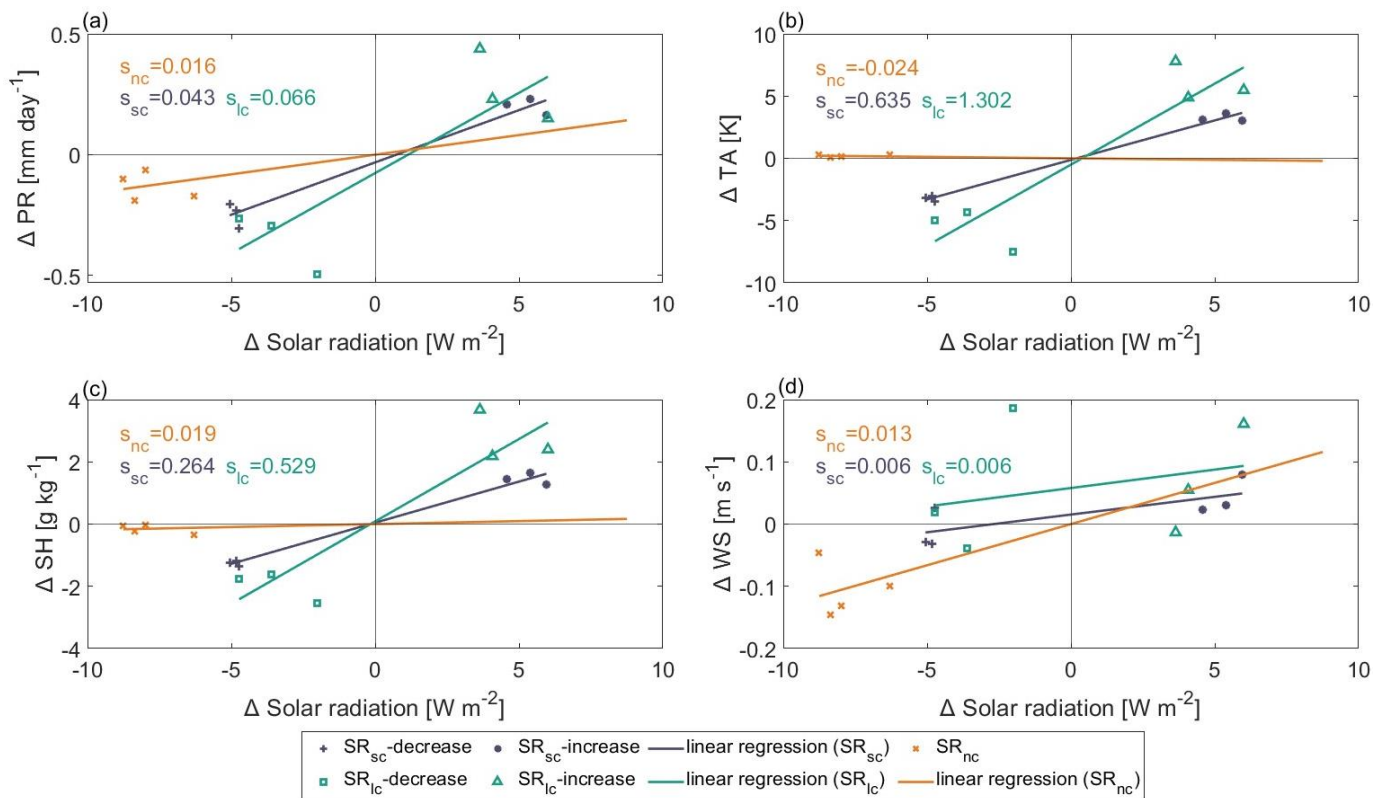 (a)
s_nc=0.016
s_sc=0.043 s_lc=0.066
Δ PR [mm day^-1]
0.5
0
-0.5
-10 -5 0 5 10
Δ Solar radiation [W m^-2]
(b)
s_nc=-0.024
s_sc=0.635 s_lc=1.302
Δ TA [K]
10
5
0
-5
-10
-10 -5 0 5 10
Δ Solar radiation [W m^-2]
(c)
s_nc=0.019
s_sc=0.264 s_lc=0.529
Δ SH [g kg^-1]
4
2
0
-2
-4
-10 -5 0 5 10
Δ Solar radiation [W m^-2]
(d)
s_nc=0.013
s_sc=0.006 s_lc=0.006
Δ WS [m s^-1]
0.2
0.1
0
-0.1
-0.2
-10 -5 0 5 10
Δ Solar radiation [W m^-2]
SR_sc-decrease SR_sc-increase linear regression (SR_sc) SR_nc
SR_lc-decrease SR_lc-increase linear regression (SR_lc) linear regression (SR_nc)